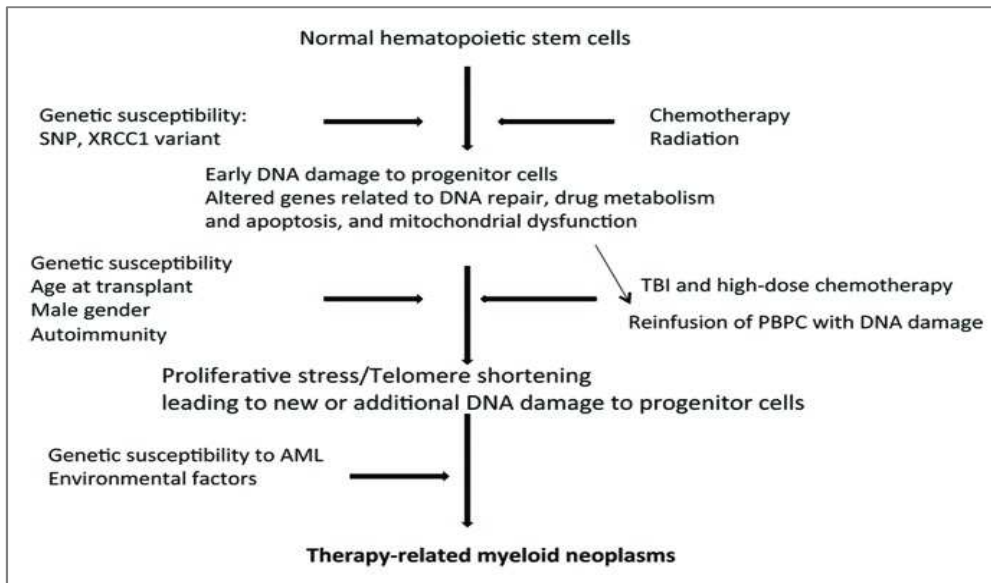 Normal hematopoietic stem cells
Genetic susceptibility:
SNP, XRCC1 variant
Chemotherapy
Radiation
Early DNA damage to progenitor cells
Altered genes related to DNA repair, drug metabolism
and apoptosis, and mitochondrial dysfunction
Genetic susceptibility
Age at transplant
Male gender
Autoimmunity
TBI and high-dose chemotherapy
Reinfusion of PBPC with DNA damage
Proliferative stress/Telomere shortening
leading to new or additional DNA damage to progenitor cells
Genetic susceptibility to AML
Environmental factors
Therapy-related myeloid neoplasms